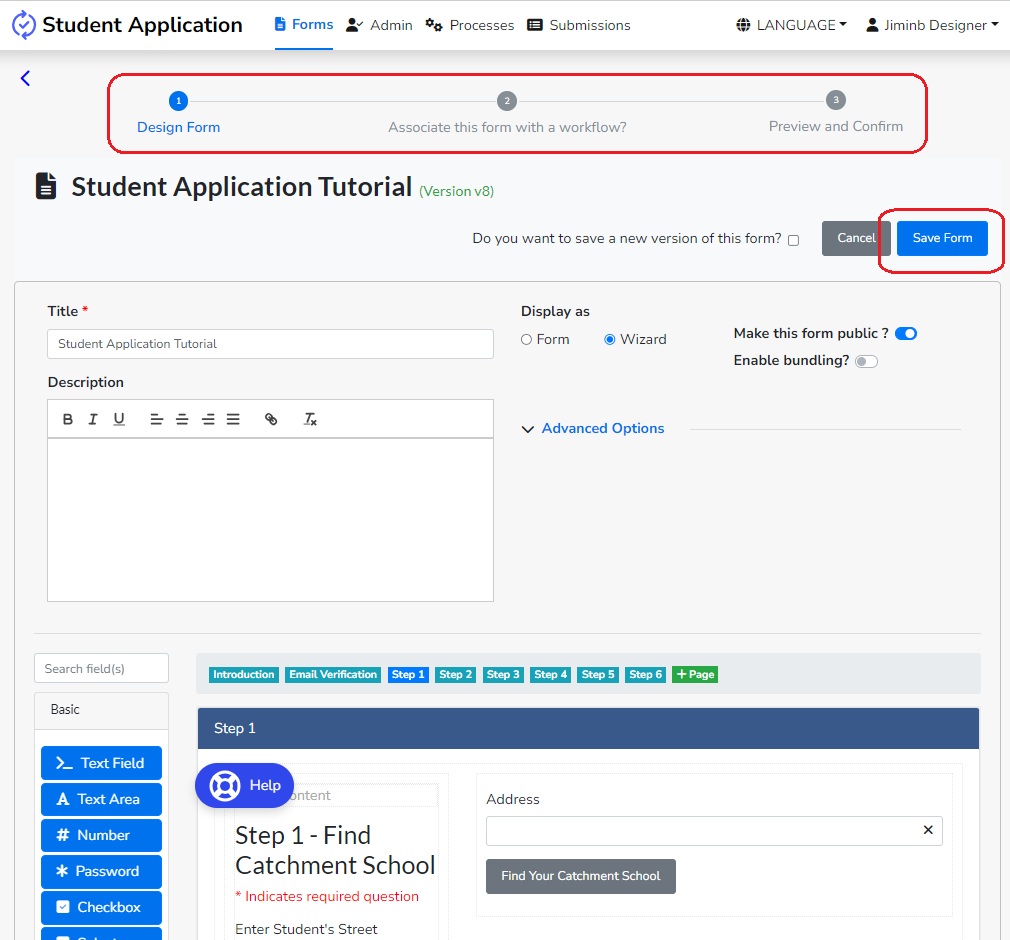 Student Application
Forms Admin Processes Submissions LANGUAGE Jiminb Designer
1 2 3
Design Form Associate this form with a workflow? Preview and Confirm
Student Application Tutorial (Version v8)
Do you want to save a new version of this form? Cancel Save Form
Title *
Student Application Tutorial
Description
B I U
Display as
Form Wizard
Make this form public ?
Enable bundling?
Advanced Options
Search field(s)
Basic
Text Field
Text Area
Number
Password
Checkbox
Introduction Email Verification Step 1 Step 2 Step 3 Step 4 Step 5 Step 6 + Page
Step 1
Help
Step 1 - Find
Catchment School
* Indicates required question
Enter Student's Street
Address
Find Your Catchment School